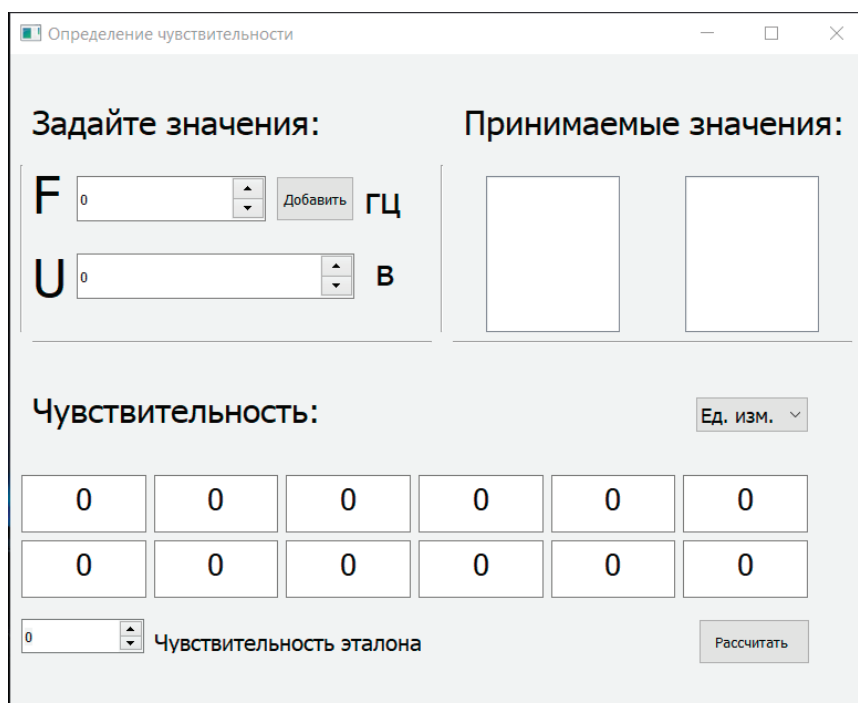 Определение чувствительности
Задайте значения: Принимаемые значения:
F 0 Добавить гц
U 0 в
Чувствительность: Ед. изм.
0 0 0 0 0 0
0 0 0 0 0 0
0 Чувствительность эталона Рассчитать